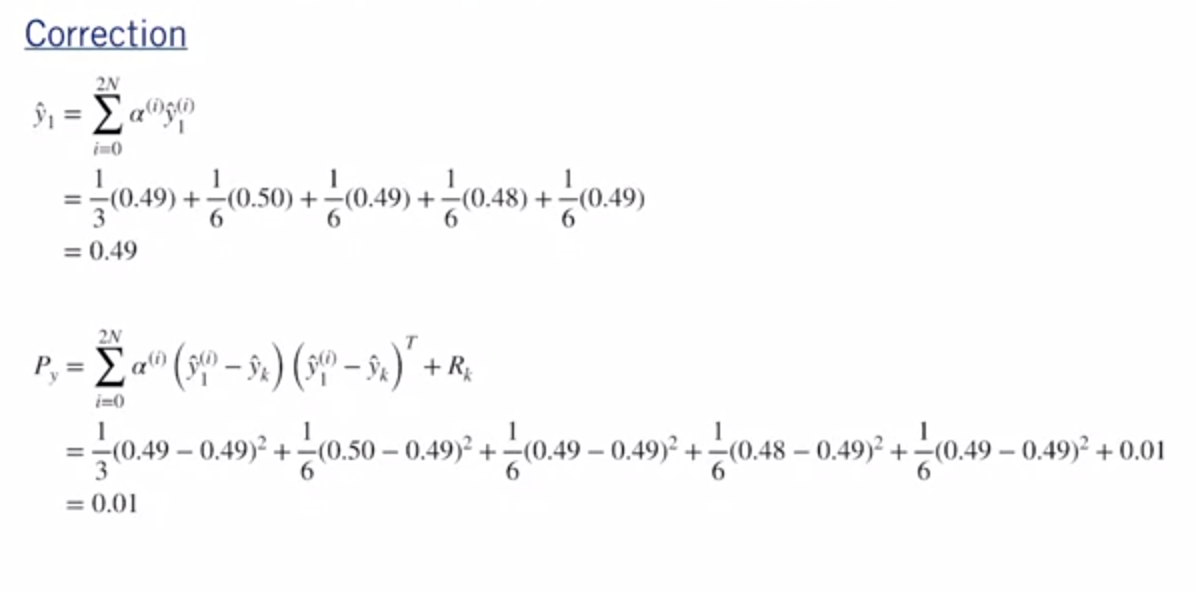 Correction
ŷ₁ = ∑_{i=0}^{2N} α⁽ⁱ⁾ŷ₁⁽ⁱ⁾
= 1/3(0.49) + 1/6(0.50) + 1/6(0.49) + 1/6(0.48) + 1/6(0.49)
= 0.49
P_y = ∑_{i=0}^{2N} α⁽ⁱ⁾ (ŷ₁⁽ⁱ⁾ − ŷ_k) (ŷ₁⁽ⁱ⁾ − ŷ_k)^T + R_k
= 1/3(0.49 − 0.49)² + 1/6(0.50 − 0.49)² + 1/6(0.49 − 0.49)² + 1/6(0.48 − 0.49)² + 1/6(0.49 − 0.49)² + 0.01
= 0.01